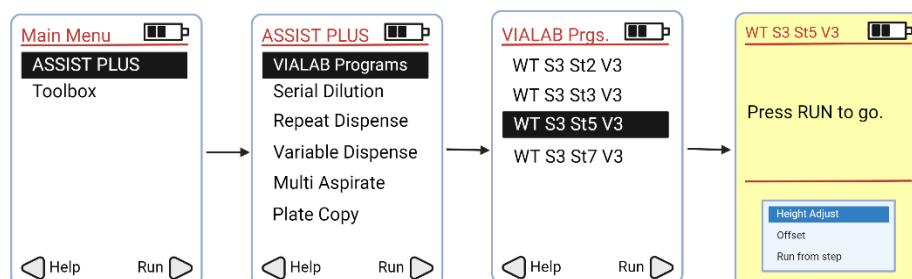 Main Menu
ASSIST PLUS
Toolbox
Help Run
ASSIST PLUS
VIALAB Programs
Serial Dilution
Repeat Dispense
Variable Dispense
Multi Aspirate
Plate Copy
Help Run
VIALAB Prgs.
WT S3 St2 V3
WT S3 St3 V3
WT S3 St5 V3
WT S3 St7 V3
Help Run
WT S3 St5 V3
Press RUN to go.
Height Adjust
Offset
Run from step